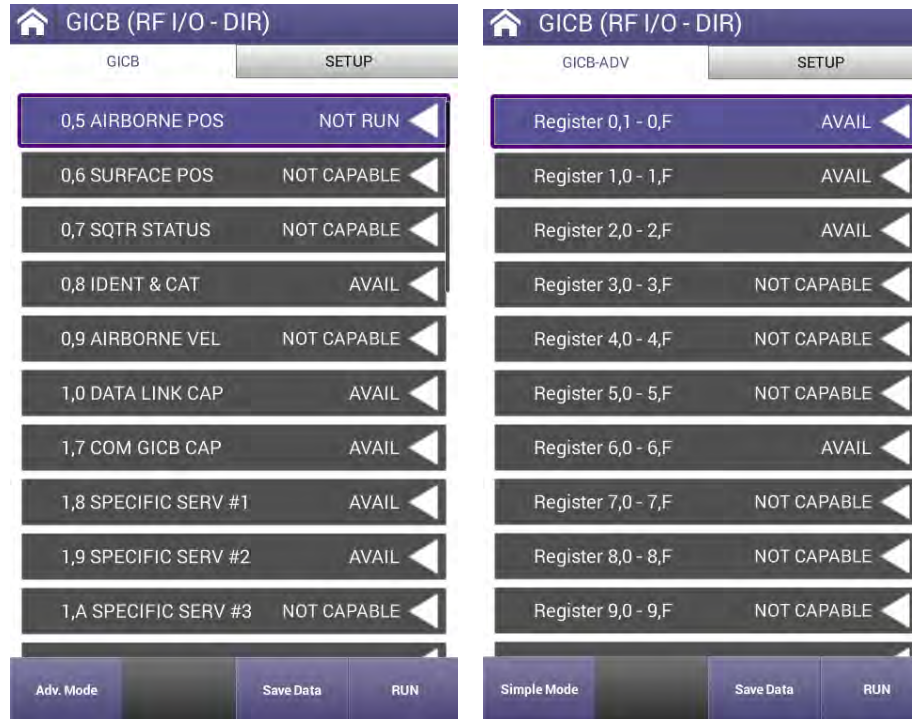 GICB (RF I/O - DIR)
GICB SETUP
0,5 AIRBORNE POS NOT RUN
0,6 SURFACE POS NOT CAPABLE
0,7 SQTR STATUS NOT CAPABLE
0,8 IDENT & CAT AVAIL
0,9 AIRBORNE VEL NOT CAPABLE
1,0 DATA LINK CAP AVAIL
1,7 COM GICB CAP AVAIL
1,8 SPECIFIC SERV #1 AVAIL
1,9 SPECIFIC SERV #2 AVAIL
1,A SPECIFIC SERV #3 NOT CAPABLE
Adv. Mode Save Data RUN
GICB (RF I/O - DIR)
GICB-ADV SETUP
Register 0,1 - 0,F AVAIL
Register 1,0 - 1,F AVAIL
Register 2,0 - 2,F AVAIL
Register 3,0 - 3,F NOT CAPABLE
Register 4,0 - 4,F NOT CAPABLE
Register 5,0 - 5,F NOT CAPABLE
Register 6,0 - 6,F AVAIL
Register 7,0 - 7,F NOT CAPABLE
Register 8,0 - 8,F NOT CAPABLE
Register 9,0 - 9,F NOT CAPABLE
Simple Mode Save Data RUN